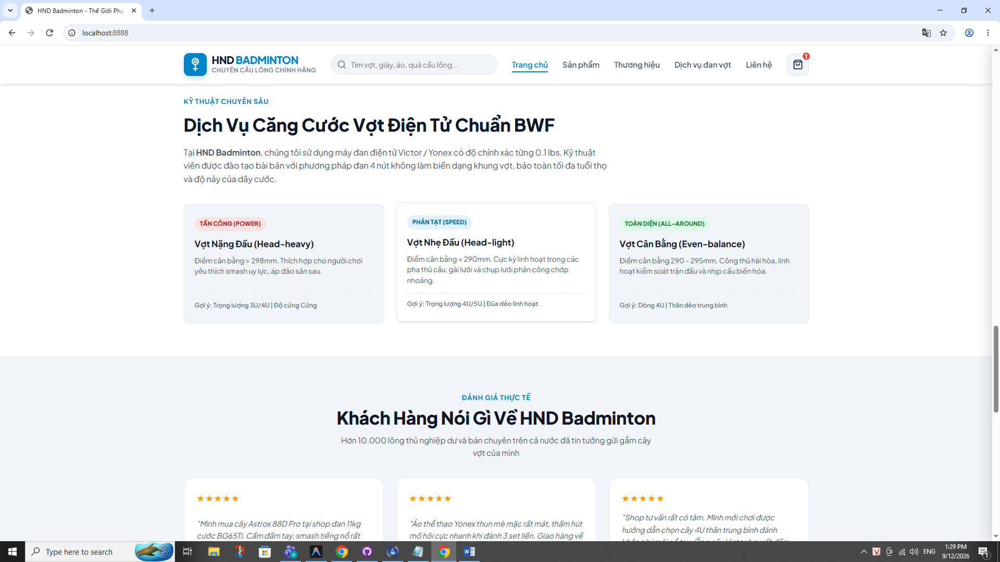 HND Badminton - Thế Giới Phụ
localhost:8888
HND BADMINTON
CHUYÊN CẦU LÔNG CHÍNH HÃNG
Tìm vợt, giày, áo, quả cầu lông...
Trang chủ
Sản phẩm
Thương hiệu
Dịch vụ đan vợt
Liên hệ
1
KỸ THUẬT CHUYÊN SÂU
Dịch Vụ Căng Cước Vợt Điện Tử Chuẩn BWF
Tại HND Badminton, chúng tôi sử dụng máy đan điện tử Victor / Yonex có độ chính xác từng 0.1 lbs. Kỹ thuật
viên được đào tạo bài bản với phương pháp đan 4 nút không làm biến dạng khung vợt, bảo toàn tối đa tuổi thọ
và độ nảy của dây cước.
TẤN CÔNG (POWER)
Vợt Nặng Đầu (Head-heavy)
Điểm cân bằng > 298mm. Thích hợp cho người chơi
yêu thích smash uy lực, áp đảo sân sau.
Gợi ý: Trọng lượng 3U/4U | Độ cứng Cứng
PHẢN TẠT (SPEED)
Vợt Nhẹ Đầu (Head-light)
Điểm cân bằng < 290mm. Cực kỳ linh hoạt trong các
pha thủ cầu, gài lưới và chụp lưới phản công chớp
nhoáng.
Gợi ý: Trọng lượng 4U/5U | Đũa dẻo linh hoạt
TOÀN DIỆN (ALL-AROUND)
Vợt Cân Bằng (Even-balance)
Điểm cân bằng 290 - 295mm. Công thủ hài hòa, linh
hoạt kiểm soát trận đấu và nhịp cầu biến hóa.
Gợi ý: Dòng 4U | Thân dẻo trung bình
ĐÁNH GIÁ THỰC TẾ
Khách Hàng Nói Gì Về HND Badminton
Hơn 10.000 lông thủ nghiệp dư và bán chuyên trên cả nước đã tin tưởng gửi gắm cây
vợt của mình
★★★★★
"Mình mua cây Astrox 88D Pro tại shop đan 11kg
cước BG65Ti. Cầm đầm tay, smash tiếng nổ rất
★★★★★
"Áo thể thao Yonex thun mè mặc rất mát, thấm hút
mồ hôi cực nhanh khi đánh 3 set liền. Giao hàng về
★★★★★
"Shop tư vấn rất có tâm. Mình mới chơi được
hướng dẫn chọn cây 4U thân trung bình đánh
Type here to search
ENG
1:29 PM
9/12/2026
1